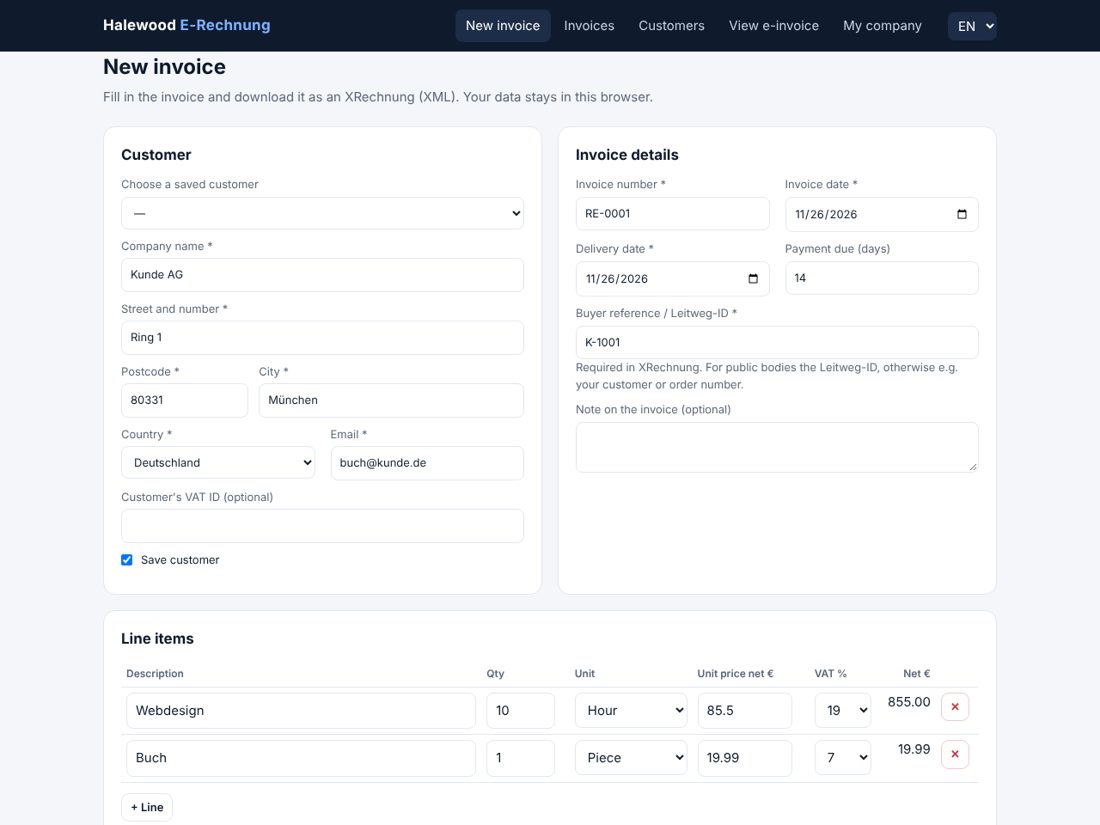 Halewood E-Rechnung
New invoice Invoices Customers View e-invoice My company EN
New invoice
Fill in the invoice and download it as an XRechnung (XML). Your data stays in this browser.
Customer
Choose a saved customer
—
Company name *
Kunde AG
Street and number *
Ring 1
Postcode * City *
80331 München
Country * Email *
Deutschland buch@kunde.de
Customer's VAT ID (optional)
Save customer
Invoice details
Invoice number * Invoice date *
RE-0001 11/26/2026
Delivery date * Payment due (days)
11/26/2026 14
Buyer reference / Leitweg-ID *
K-1001
Required in XRechnung. For public bodies the Leitweg-ID, otherwise e.g.
your customer or order number.
Note on the invoice (optional)
Line items
Description Qty Unit Unit price net € VAT % Net €
Webdesign 10 Hour 85.5 19 855.00 ×
Buch 1 Piece 19.99 7 19.99 ×
+ Line